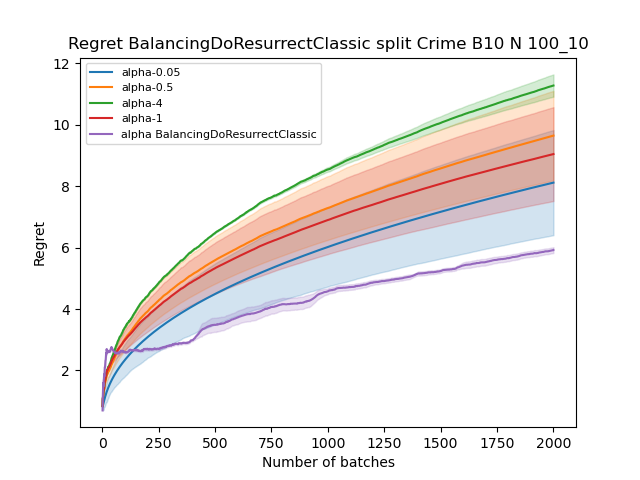 Regret BalancingDoResurrectClassic split Crime B10 N 100_10
12
10
8
6
4
2
Regret
alpha-0.05
alpha-0.5
alpha-4
alpha-1
alpha BalancingDoResurrectClassic
0 250 500 750 1000 1250 1500 1750 2000
Number of batches